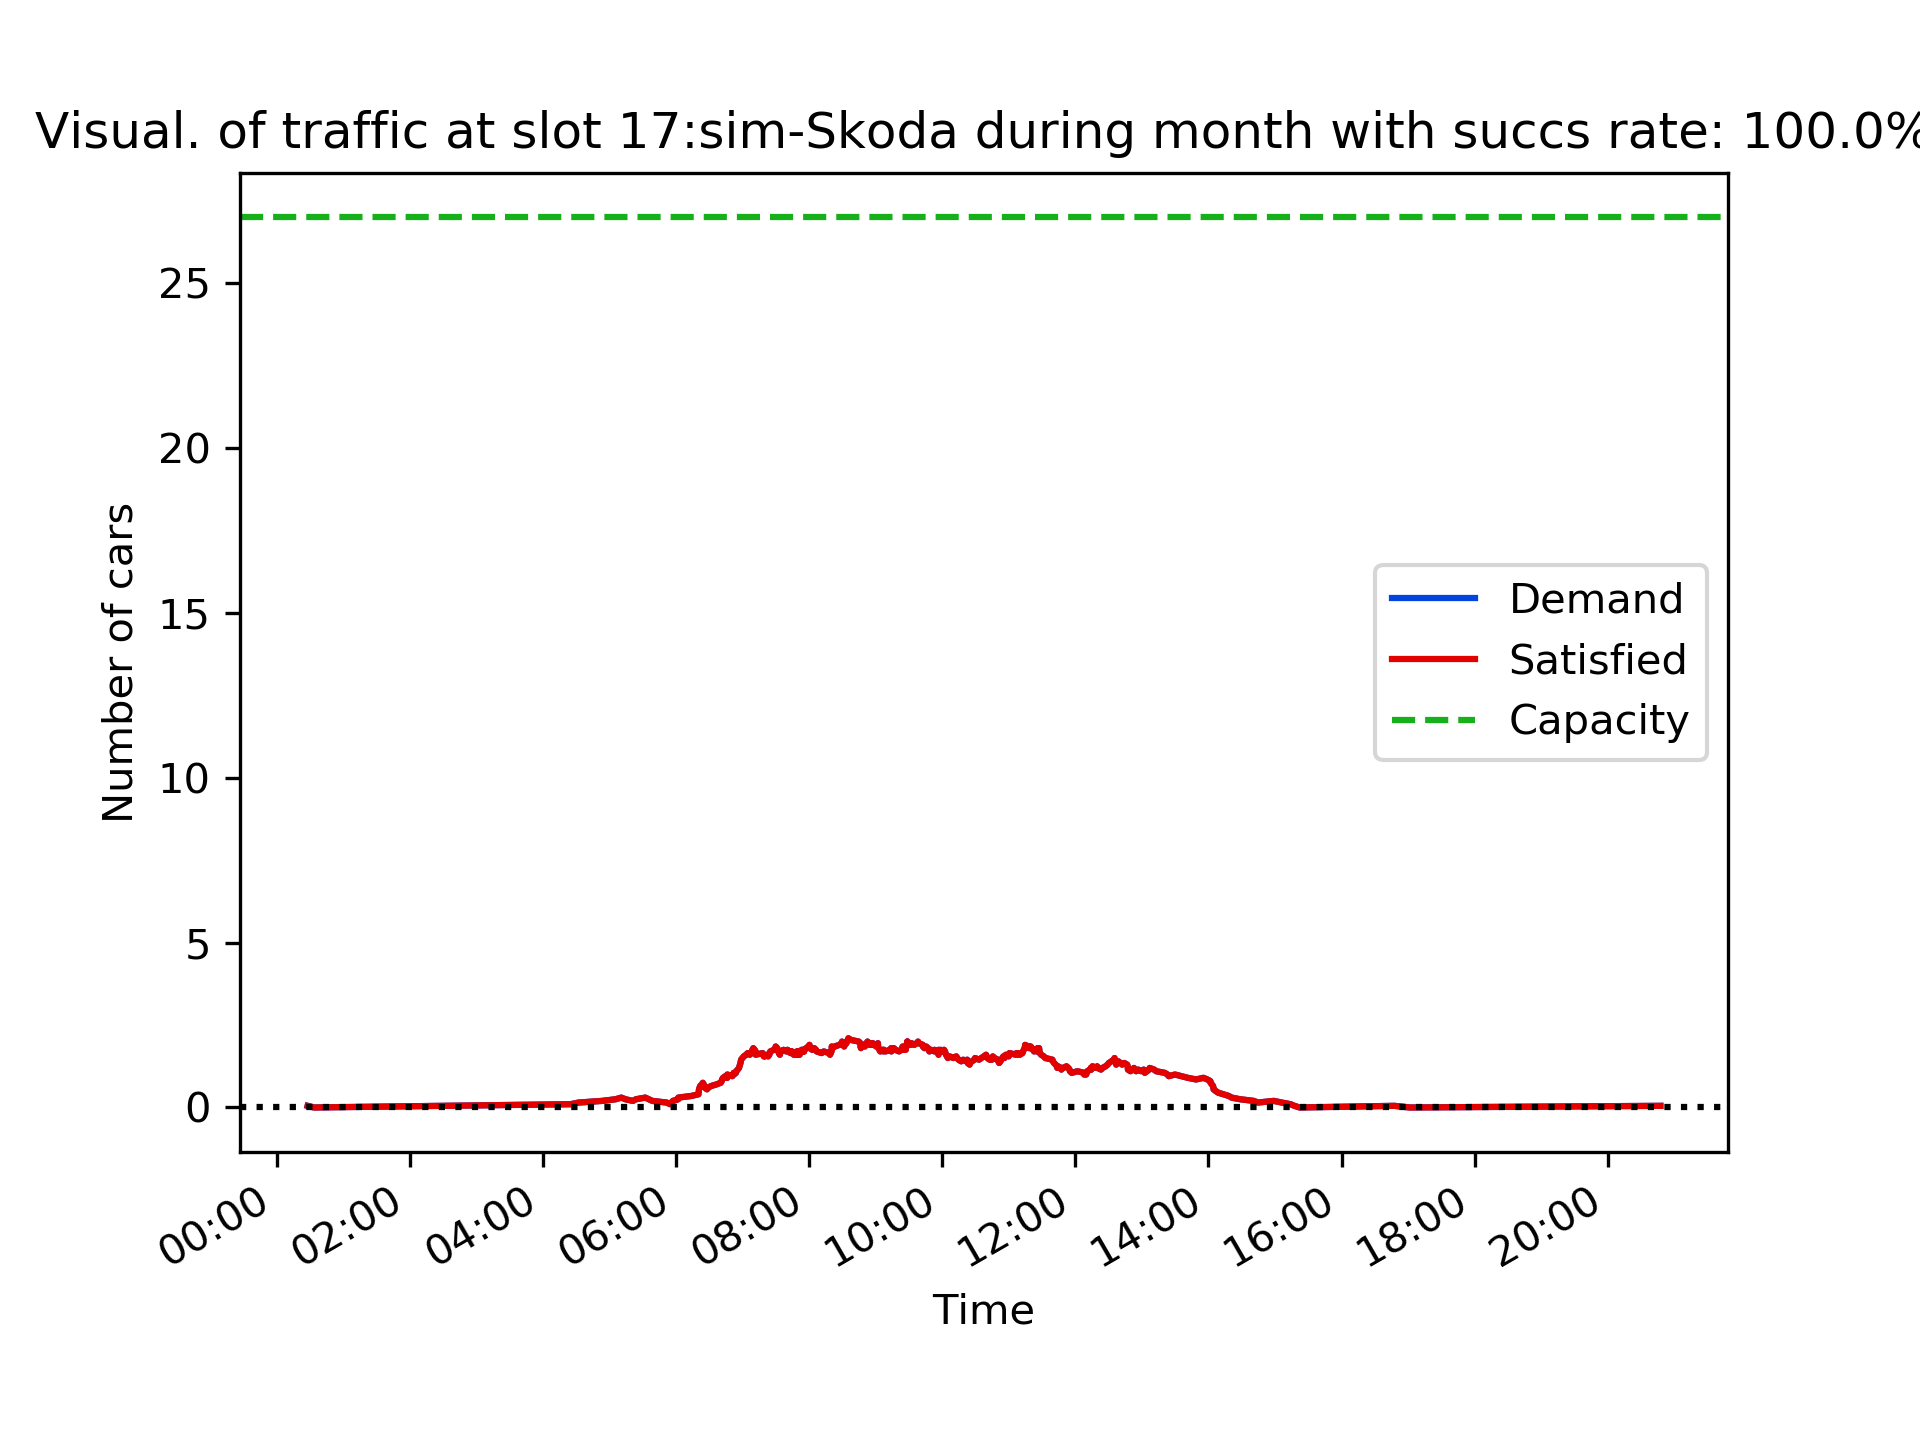 Visual. of traffic at slot 17:sim-Skoda during month with succs rate: 100.0%
25
20
15
10
5
0
Number of cars
Demand
Satisfied
Capacity
00:00
02:00
04:00
06:00
08:00
10:00
12:00
14:00
16:00
18:00
20:00
Time